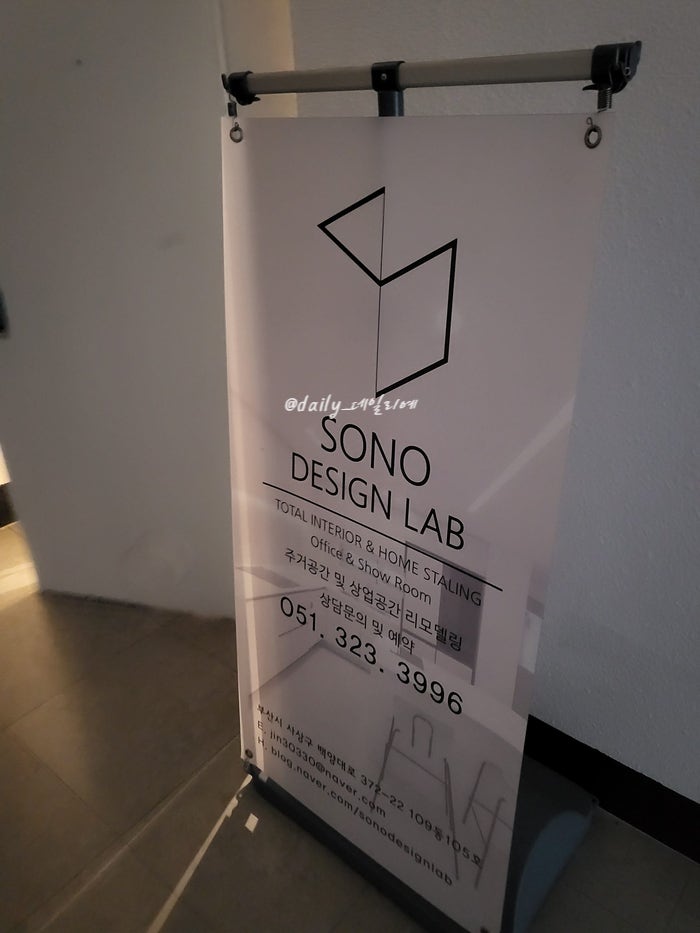 @daily_데일리예
SONO
DESIGN LAB
TOTAL INTERIOR & HOME STALING
Office & Show Room
주거공간 및 상업공간 리모델링
상담문의 및 예약
051. 323. 3996
부산시 사상구 백양대로 372-22 109동105호
E. jin30330@naver.com
H. blog.naver.com/sonodesignlab